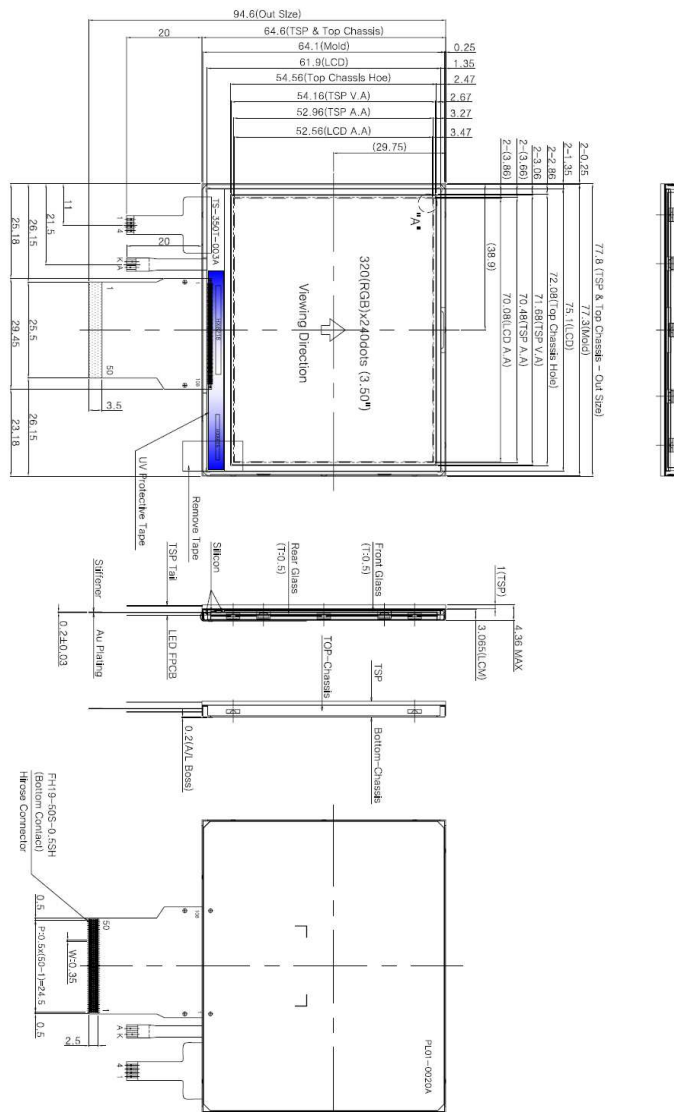 94.6(Out Size)
64.6(TSP & Top Chassis)
20
64.1(Mold)
0.25
61.9(LCD)
1.35
54.56(Top Chassis Hoe)
2.47
54.16(TSP V.A)
2.67
52.96(TSP A.A)
3.27
52.56(LCD A.A)
3.47
(29.75)
2-0.25
2-1.35
2-2.86
2-3.06
2-(3.66)
2-(3.86)
77.8 (TSP & Top Chassis - Out Size)
77.3(Mold)
75.1(LCD)
72.08(Top Chassis Hole)
71.68(TSP V.A)
70.48(TSP A.A)
70.08(LCD A.A)
(38.9)
"A"
320(RGB)x240dots (3.50")
Viewing Direction
TS-350T-003A
1
4
K
A
11
21.5
26.15
25.18
20
1
50
1
25.5
29.45
3.5
26.15
23.18
UV Protective Tape
Remove Tape
Silicon
Rear Glass
(T:0.5)
Front Glass
(T:0.5)
1(TSP)
4.36 MAX
3.065(LCM)
TSP Tail
LED FPCB
Stiffener
Au Plating
0.2±0.03
TOP-Chassis
TSP
Bottom-Chassis
0.2(A/L Boss)
FH19-50S-0.5SH
(Bottom Contact)
Hirose Connector
0.5
P:0.5x(50-1)=24.5
0.5
W:0.35
50
1
2.5
A
K
4
1
PL01-0020A